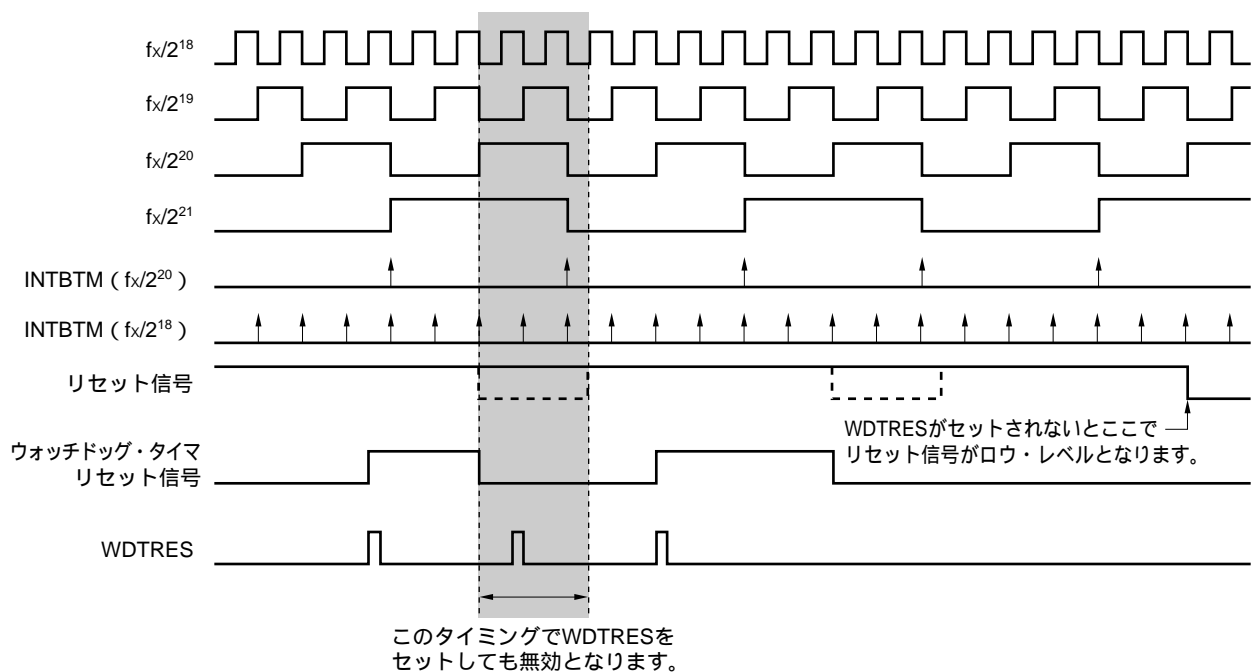 fx/2¹⁸
fx/2¹⁹
fx/2²⁰
fx/2²¹
INTBTM（fx/2²⁰）
INTBTM（fx/2¹⁸）
リセット信号
WDTRESがセットされないとここで
リセット信号がロウ・レベルとなります。
ウォッチドッグ・タイマ
リセット信号
WDTRES
このタイミングでWDTRESを
セットしても無効となります。